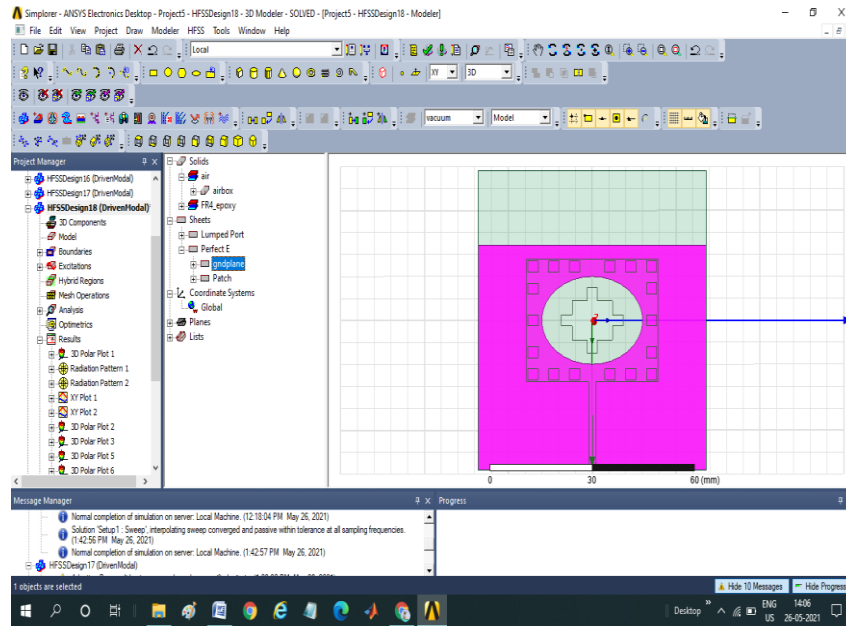 Simplorer - ANSYS Electronics Desktop - Project5 - HFSSDesign18 - 3D Modeler - SOLVED - [Project5 - HFSSDesign18 - Modeler]
File Edit View Project Draw Modeler HFSS Tools Window Help
Local
XY 3D
vacuum Model
Project Manager
HFSSDesign16 (DrivenModal)
HFSSDesign17 (DrivenModal)
HFSSDesign18 (DrivenModal)
3D Components
Model
Boundaries
Excitations
Hybrid Regions
Mesh Operations
Analysis
Optimetrics
Results
3D Polar Plot 1
Radiation Pattern 1
Radiation Pattern 2
XY Plot 1
XY Plot 2
3D Polar Plot 2
3D Polar Plot 3
3D Polar Plot 5
3D Polar Plot 6
Solids
air
airbox
FR4_epoxy
Sheets
Lumped Port
Perfect E
gndplane
Patch
Coordinate Systems
Global
Planes
Lists
Z
0 30 60 (mm)
Message Manager
Normal completion of simulation on server: Local Machine. (12:18:04 PM May 26, 2021)
Solution 'Setup1 : Sweep', interpolating sweep converged and passive within tolerance at all sampling frequencies.
(1:42:56 PM May 26, 2021)
Normal completion of simulation on server: Local Machine. (1:42:57 PM May 26, 2021)
HFSSDesign17 (DrivenModal)
Progress
1 objects are selected
Hide 10 Messages Hide Progress
Desktop
ENG
US
14:06
26-05-2021